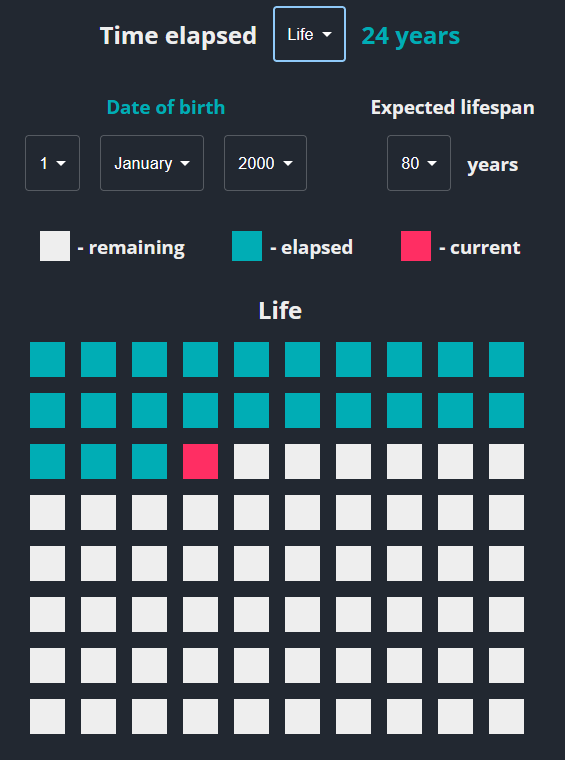 Time elapsed Life 24 years
Date of birth Expected lifespan
1 January 2000 80 years
- remaining - elapsed - current
Life